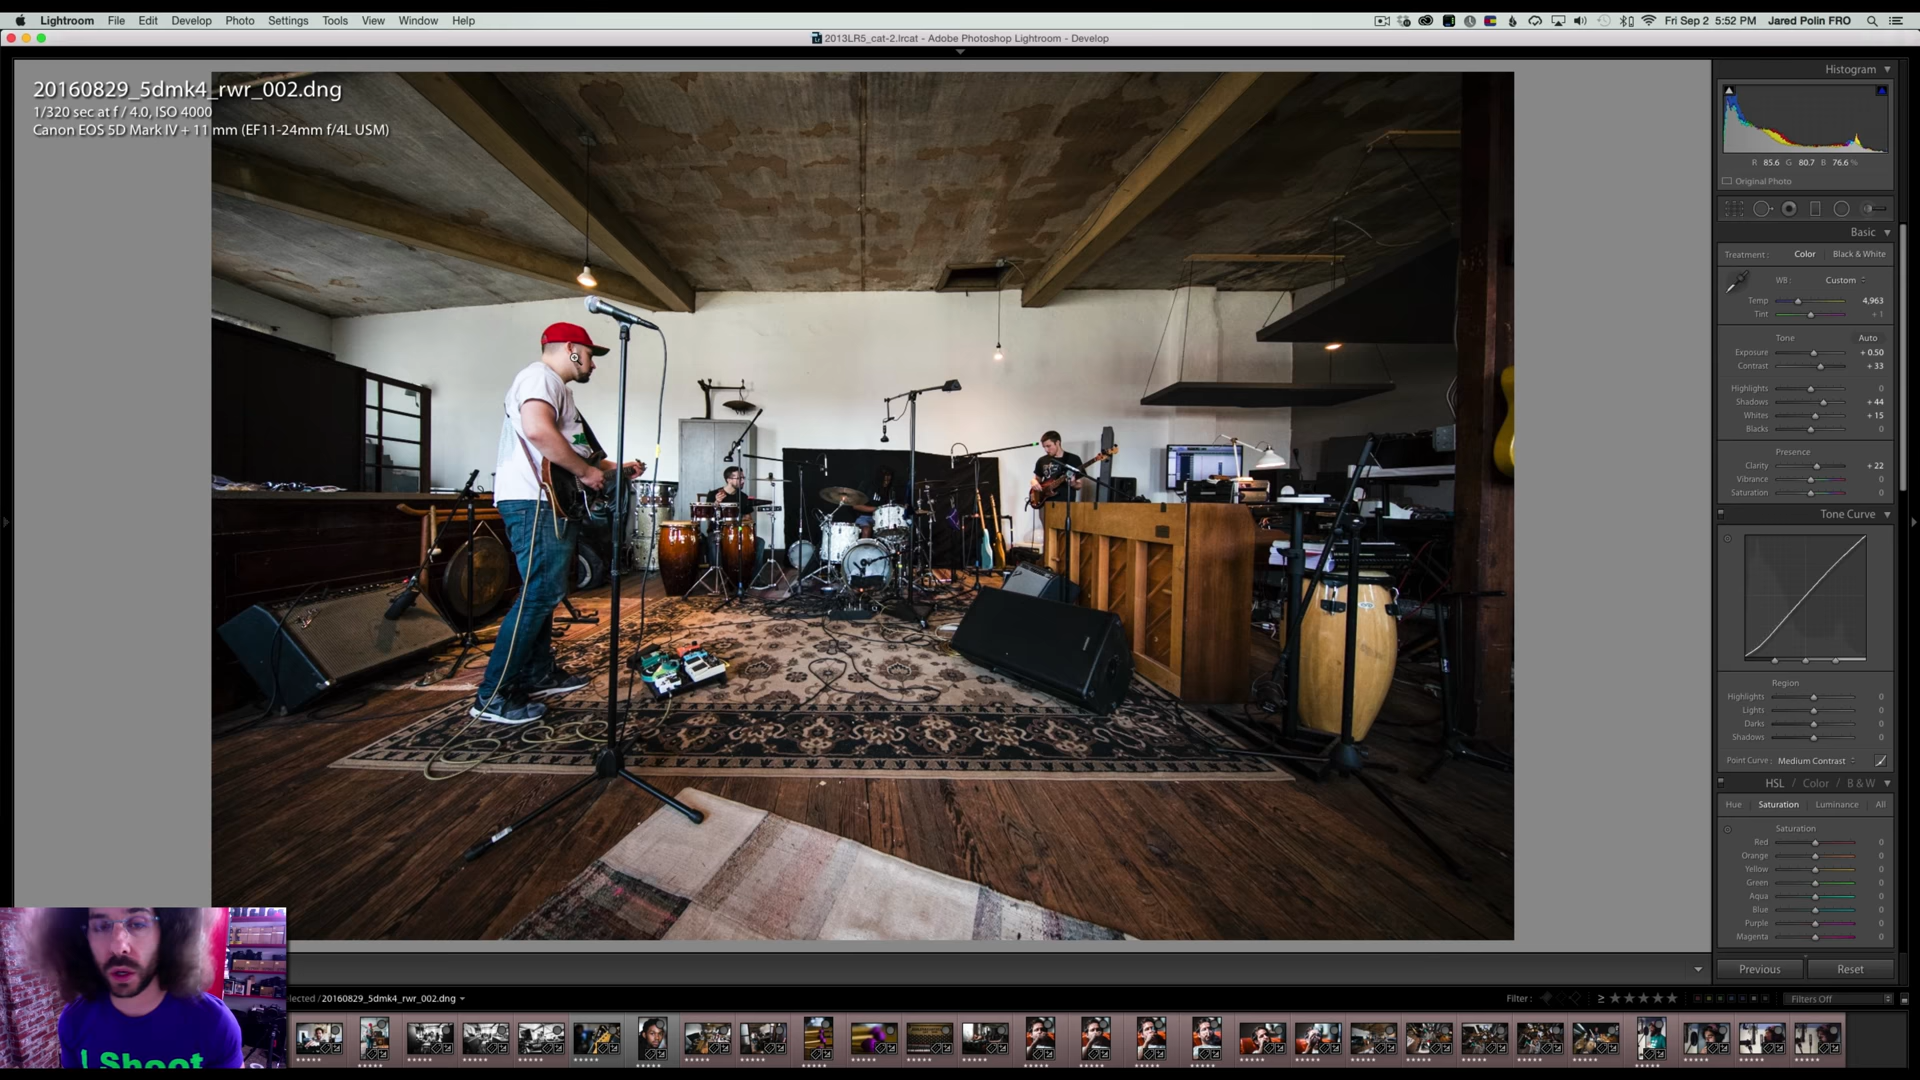 Lightroom File Edit Develop Photo Settings Tools View Window Help
Fri Sep 2 5:52 PM Jared Polin FRO
2013LR5_cat-2.lrcat - Adobe Photoshop Lightroom - Develop
20160829_5dmk4_rwr_002.dng
1/320 sec at f / 4.0, ISO 4000
Canon EOS 5D Mark IV + 11 mm (EF11-24mm f/4L USM)
Histogram
R 85.6 G 80.7 B 76.6 %
Original Photo
Basic
Treatment: Color Black & White
WB: Custom
Temp 4,963
Tint + 1
Tone Auto
Exposure + 0.50
Contrast + 33
Highlights 0
Shadows + 44
Whites + 15
Blacks 0
Presence
Clarity + 22
Vibrance 0
Saturation 0
Tone Curve
Region
Highlights 0
Lights 0
Darks 0
Shadows 0
Point Curve: Medium Contrast
HSL / Color / B & W
Hue Saturation Luminance All
Saturation
Red 0
Orange 0
Yellow 0
Green 0
Aqua 0
Blue 0
Purple 0
Magenta 0
Previous Reset
lected / 20160829_5dmk4_rwr_002.dng
Filter: ≥ ★★★★★ Filters Off
I Shoot